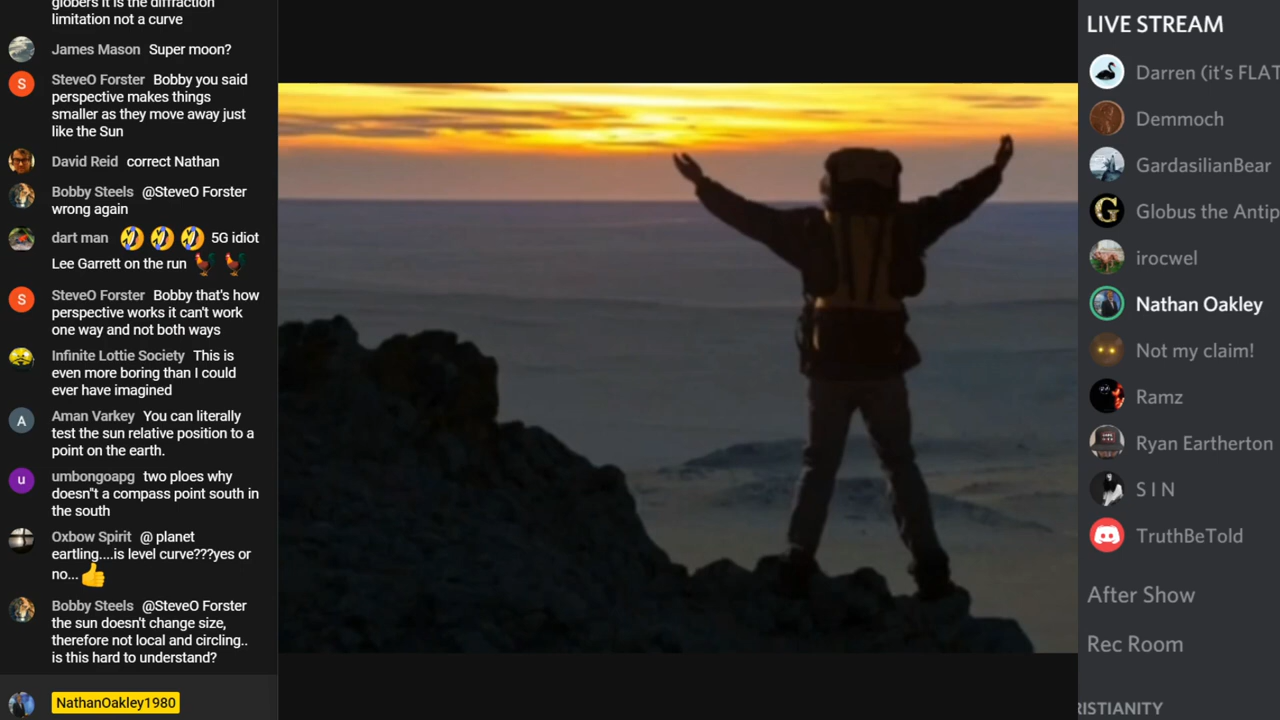 globers it is the diffraction
limitation not a curve
James Mason Super moon?
SteveO Forster Bobby you said
perspective makes things
smaller as they move away just
like the Sun
David Reid correct Nathan
Bobby Steels @SteveO Forster
wrong again
dart man 🤣 🤣 🤣 5G idiot
Lee Garrett on the run 🐓 🐓
SteveO Forster Bobby that's how
perspective works it can't work
one way and not both ways
Infinite Lottie Society This is
even more boring than I could
ever have imagined
A
Aman Varkey You can literally
test the sun relative position to a
point on the earth.
u
umbongoapg two ploes why
doesn"t a compass point south in
the south
Oxbow Spirit @ planet
eartling....is level curve???yes or
no... 👍
Bobby Steels @SteveO Forster
the sun doesn't change size,
therefore not local and circling..
is this hard to understand?
NathanOakley1980
LIVE STREAM
Darren (it's FLAT
Demmoch
GardasilianBear
G
Globus the Antip
irocwel
Nathan Oakley
Not my claim!
Ramz
Ryan Eartherton
S I N
TruthBeTold
After Show
Rec Room
RISTIANITY